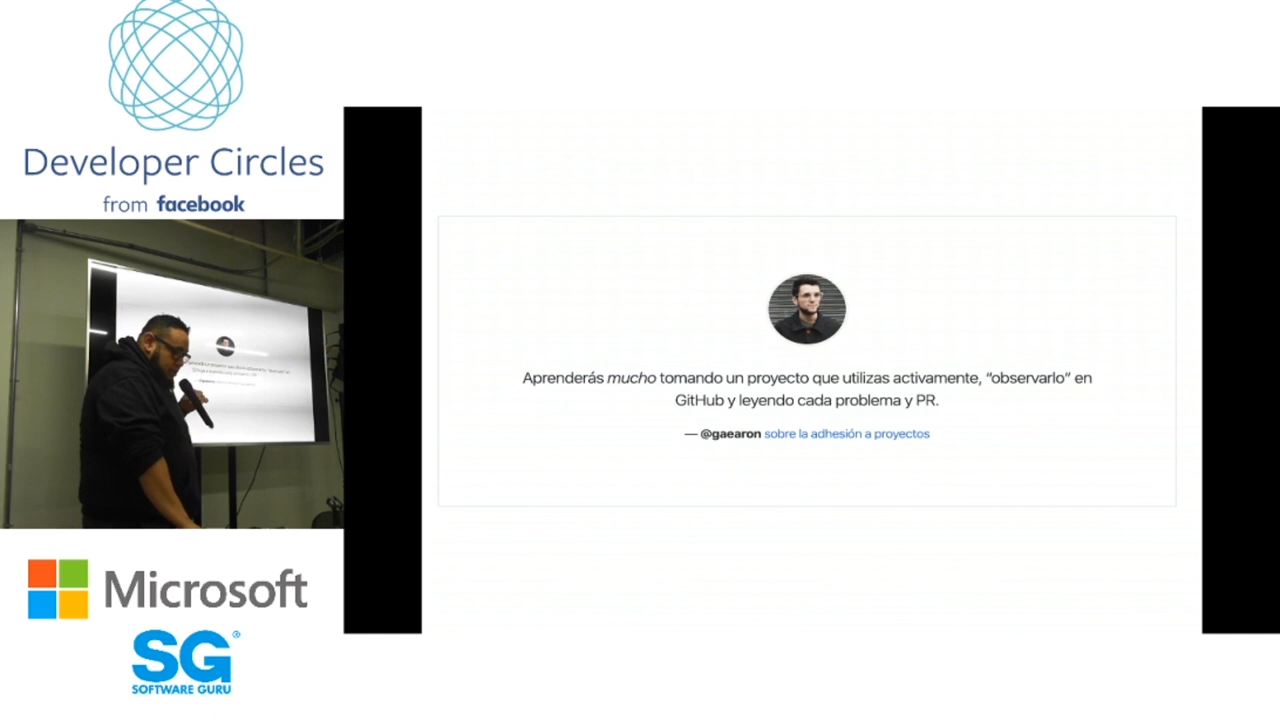 Developer Circles
from facebook
Aprenderás mucho tomando un proyecto que utilizas activamente, “observarlo” en
GitHub y leyendo cada problema y PR.
— @gaearon sobre la adhesión a proyectos
Microsoft
SG®
SOFTWARE GURU